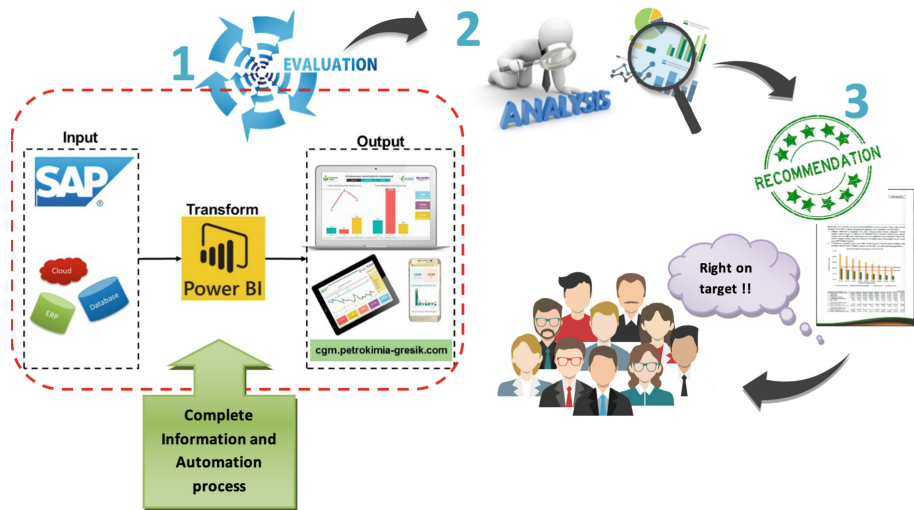 1
EVALUATION
2
ANALYSIS
3
RECOMMENDATION
Input
SAP
®
Cloud
ERP
Database
Transform
Power BI
Output
cgm.petrokimia-gresik.com
Right on
target !!
Complete
Information and
Automation
process